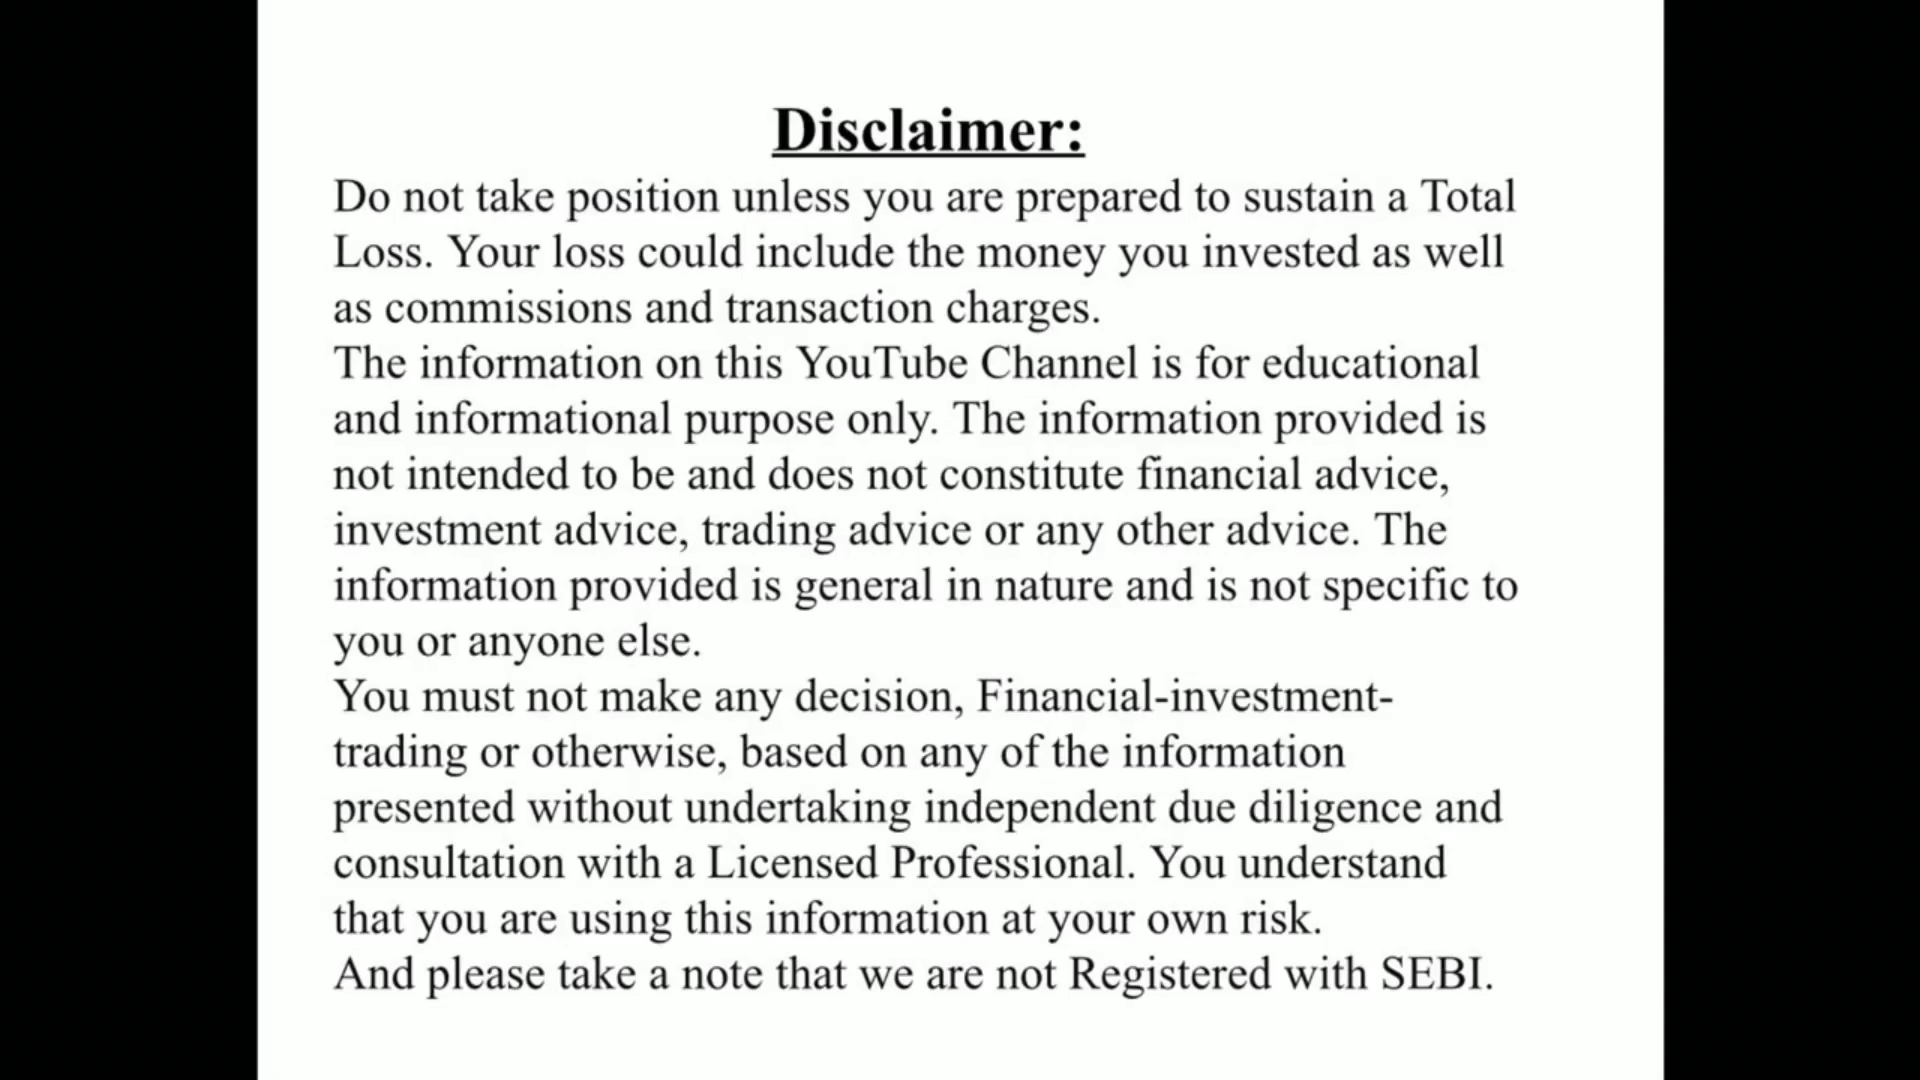 Disclaimer:
Do not take position unless you are prepared to sustain a Total
Loss. Your loss could include the money you invested as well
as commissions and transaction charges.
The information on this YouTube Channel is for educational
and informational purpose only. The information provided is
not intended to be and does not constitute financial advice,
investment advice, trading advice or any other advice. The
information provided is general in nature and is not specific to
you or anyone else.
You must not make any decision, Financial-investment-
trading or otherwise, based on any of the information
presented without undertaking independent due diligence and
consultation with a Licensed Professional. You understand
that you are using this information at your own risk.
And please take a note that we are not Registered with SEBI.